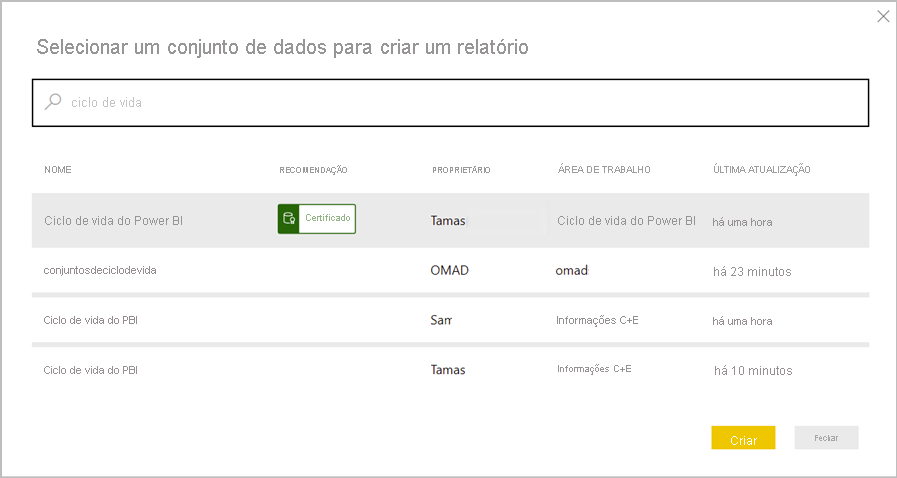 Selecionar um conjunto de dados para criar um relatório
ciclo de vida
NOME RECOMENDAÇÃO PROPRIETÁRIO ÁREA DE TRABALHO ÚLTIMA ATUALIZAÇÃO
Ciclo de vida do Power BI Certificado Tamas Ciclo de vida do Power BI há uma hora
conjuntosdeciclodevida OMAD omad há 23 minutos
Ciclo de vida do PBI Sam Informações C+E há uma hora
Ciclo de vida do PBI Tamas Informações C+E há 10 minutos
Criar Fechar